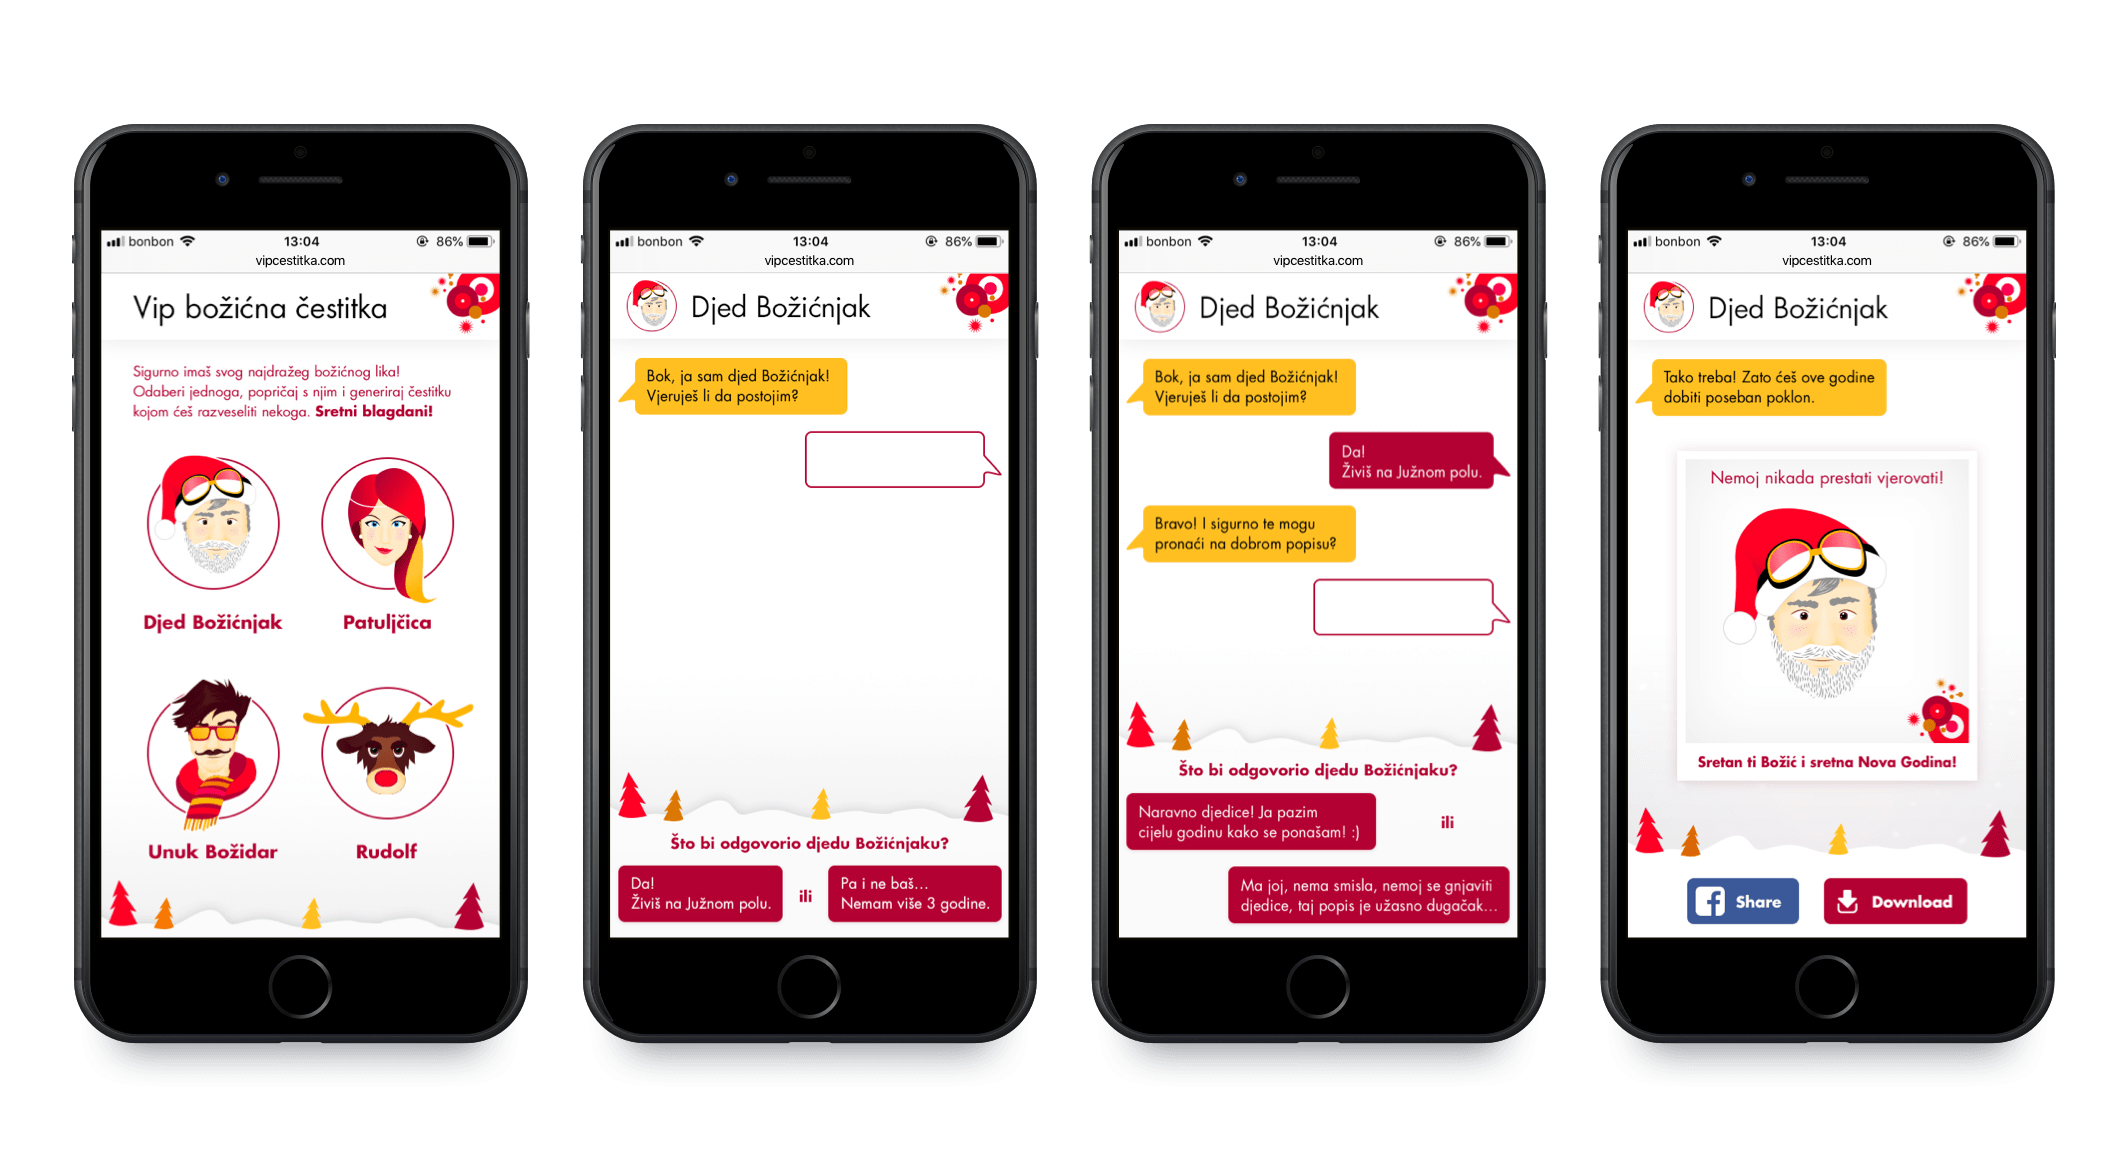 bonbon 13:04 86%
vipcestitka.com
Vip božićna čestitka
Sigurno imaš svog najdražeg božićnog lika!
Odaberi jednoga, popričaj s njim i generiraj čestitku
kojom ćeš razveseliti nekoga. Sretni blagdani!
Djed Božićnjak
Patuljčica
Unuk Božidar
Rudolf
bonbon 13:04 86%
vipcestitka.com
Djed Božićnjak
Bok, ja sam djed Božićnjak!
Vjeruješ li da postojim?
Što bi odgovorio djedu Božićnjaku?
Da!
Živiš na Južnom polu.
ili
Pa i ne baš...
Nemam više 3 godine.
bonbon 13:04 86%
vipcestitka.com
Djed Božićnjak
Bok, ja sam djed Božićnjak!
Vjeruješ li da postojim?
Da!
Živiš na Južnom polu.
Bravo! I sigurno te mogu
pronaći na dobrom popisu?
Što bi odgovorio djedu Božićnjaku?
Naravno djedice! Ja pazim
cijelu godinu kako se ponašam! :)
ili
Ma joj, nema smisla, nemoj se gnjaviti
djedice, taj popis je užasno dugačak...
bonbon 13:04 86%
vipcestitka.com
Djed Božićnjak
Tako treba! Zato ćeš ove godine
dobiti poseban poklon.
Nemoj nikada prestati vjerovati!
Sretan ti Božić i sretna Nova Godina!
Share
Download